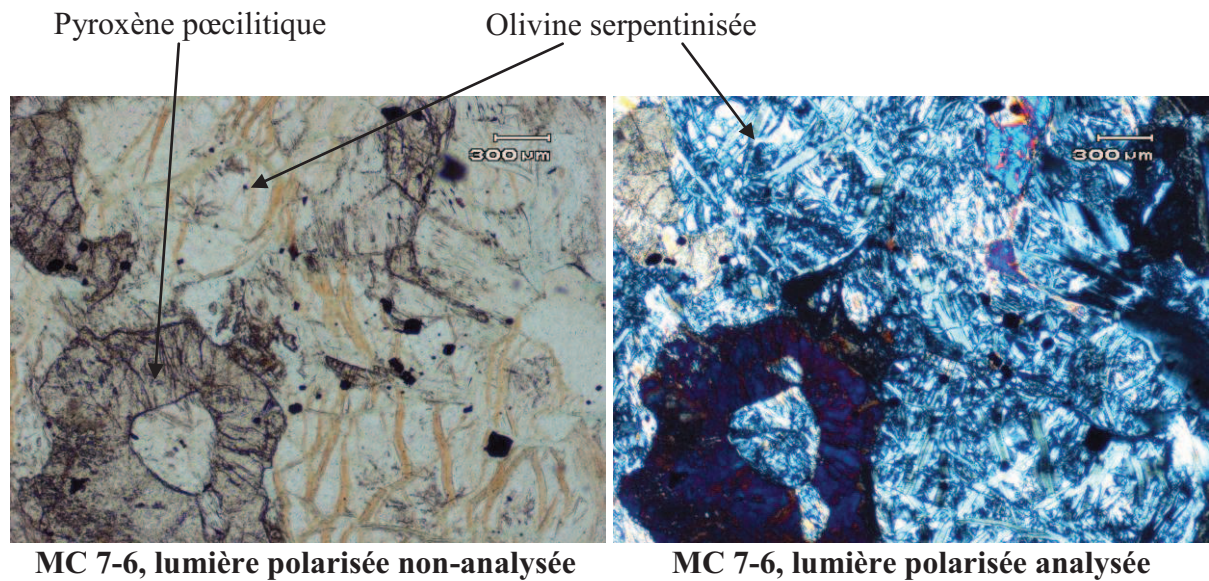 Pyroxène pœcilitique
Olivine serpentinisée
300 µm
300 µm
MC 7-6, lumière polarisée non-analysée
MC 7-6, lumière polarisée analysée